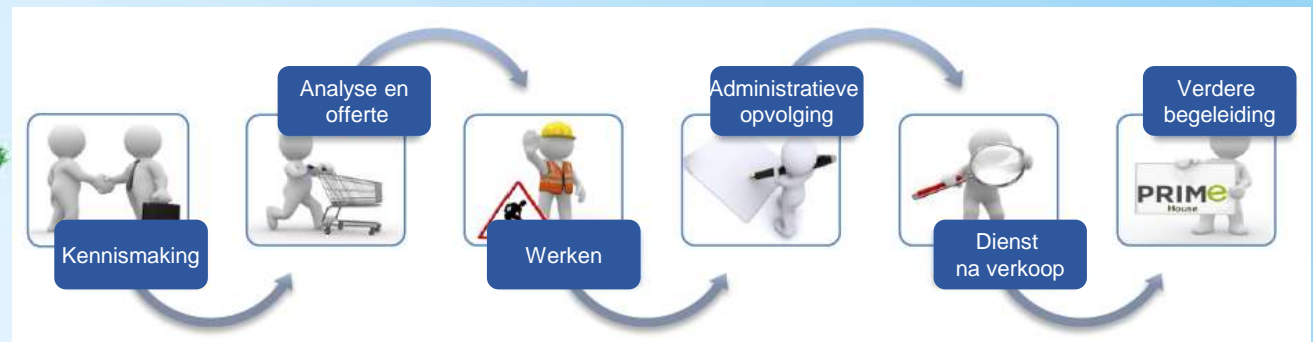 Kennismaking
Analyse en
offerte
Werken
Administratieve
opvolging
Dienst
na verkoop
Verdere
begeleiding
PRIMe
House